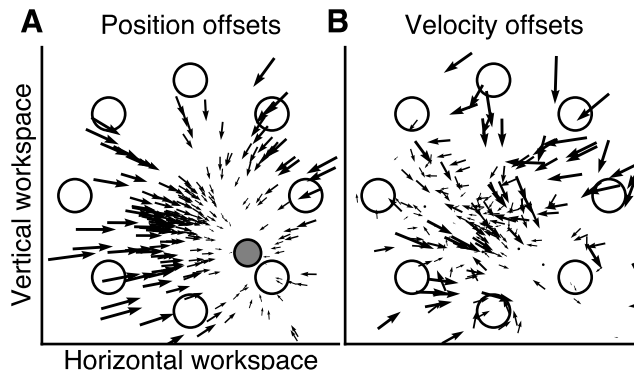 A Position offsets B Velocity offsets
Vertical workspace
Horizontal workspace